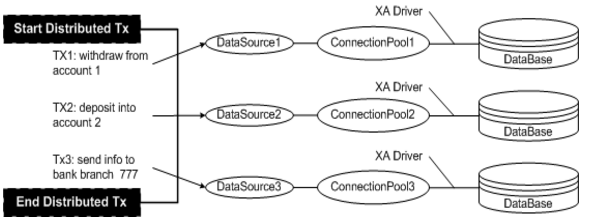 Start Distributed Tx
XA Driver
DataSource1
ConnectionPool1
DataBase
TX1: withdraw from
account 1
XA Driver
TX2: deposit into
account 2
DataSource2
ConnectionPool2
DataBase
XA Driver
Tx3: send info to
bank branch 777
DataSource3
ConnectionPool3
DataBase
End Distributed Tx